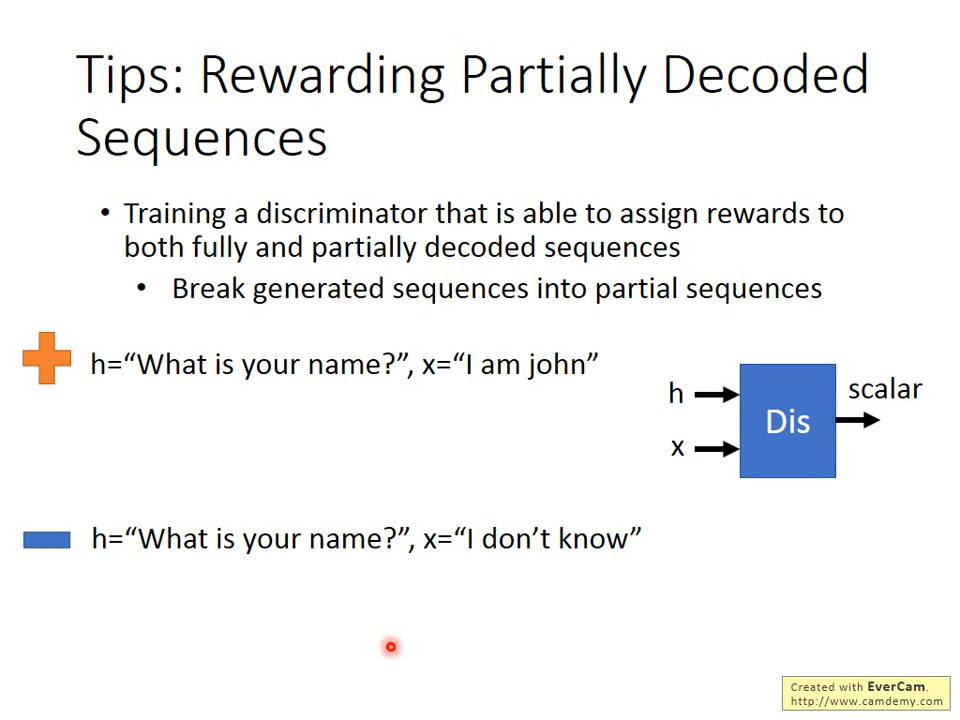 Tips: Rewarding Partially Decoded
Sequences
• Training a discriminator that is able to assign rewards to
both fully and partially decoded sequences
• Break generated sequences into partial sequences
h=“What is your name?”, x=“I am john”
h
x
Dis
scalar
h=“What is your name?”, x=“I don’t know”
Created with EverCam.
http://www.camdemy.com